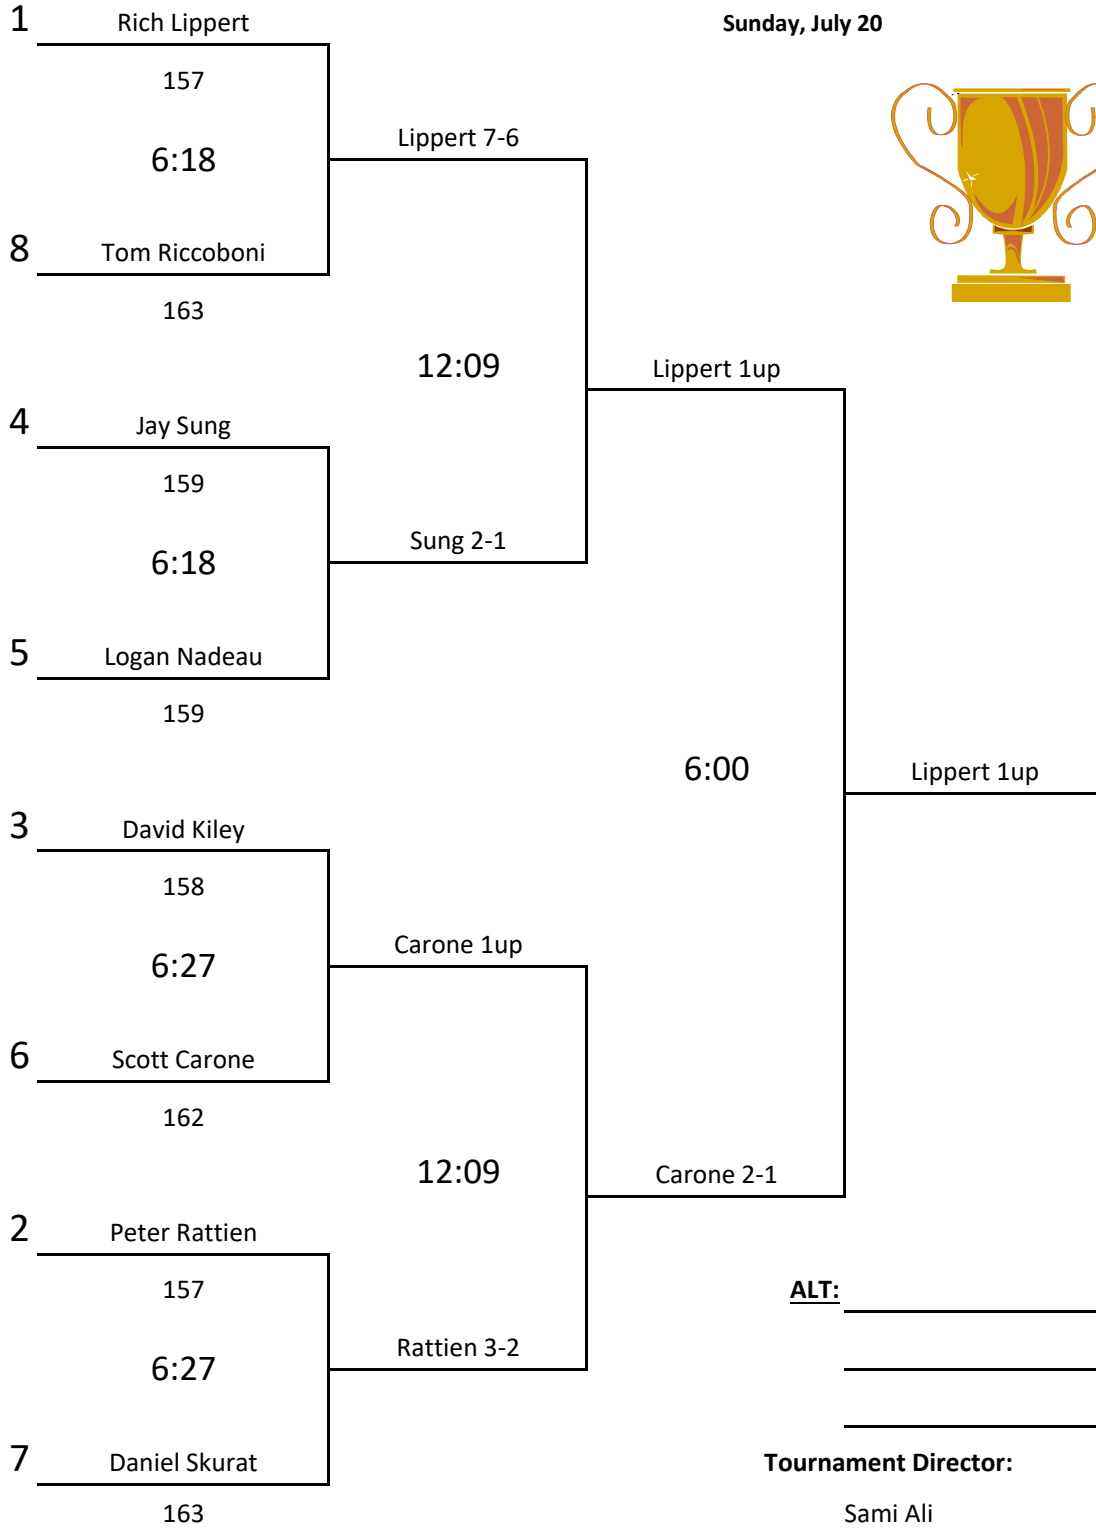 1 Rich Lippert Sunday, July 20
157
Lippert 7-6
6:18
8 Tom Riccoboni
163
12:09 Lippert 1up
4 Jay Sung
159
Sung 2-1
6:18
5 Logan Nadeau
159
6:00 Lippert 1up
3 David Kiley
158
Carone 1up
6:27
6 Scott Carone
162
12:09 Carone 2-1
2 Peter Rattien
157 ALT:
Rattien 3-2
6:27
7 Daniel Skurat Tournament Director:
163 Sami Ali